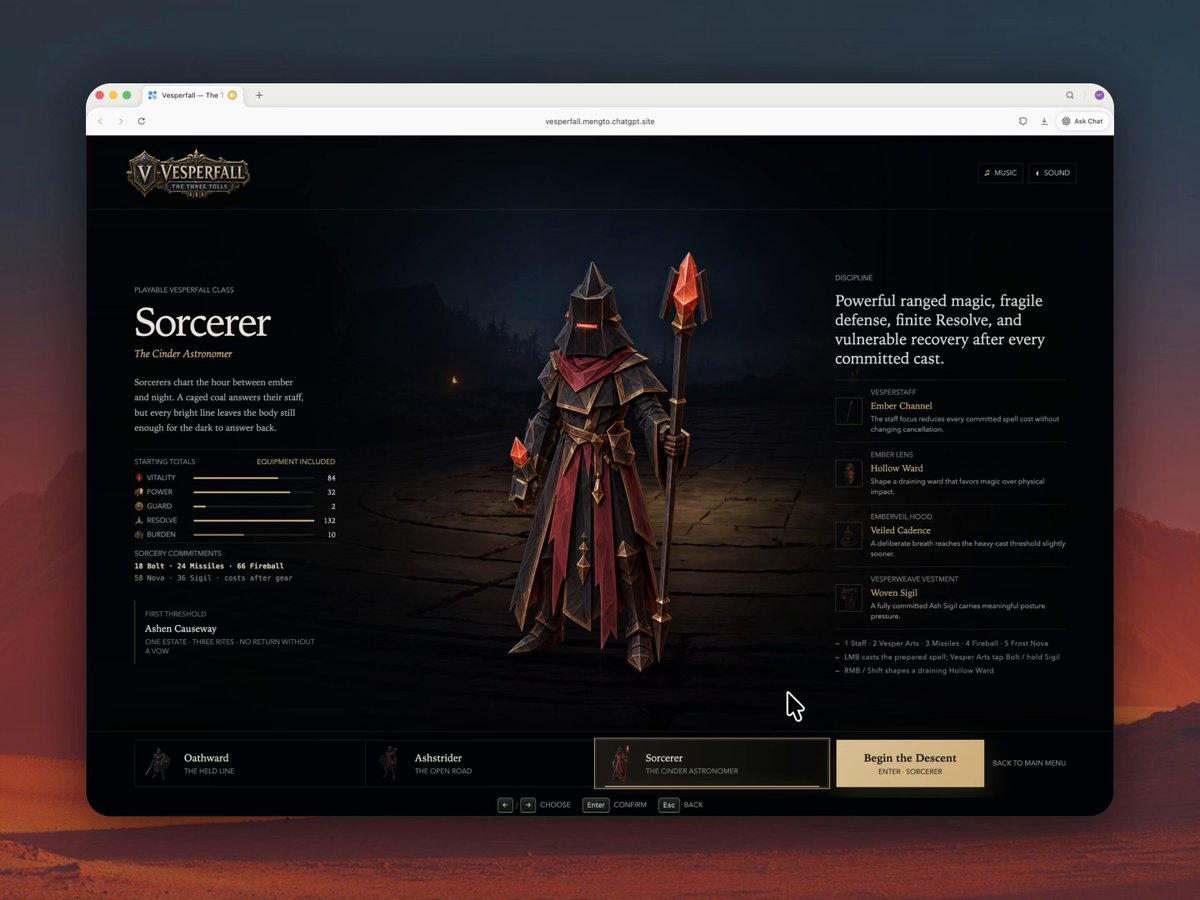 Vesperfall — The T
vesperfall.mengto.chatgpt.site
Ask Chat
V VESPERFALL
THE THREE TOLLS
MUSIC
SOUND
PLAYABLE VESPERFALL CLASS
Sorcerer
The Cinder Astronomer
Sorcerers chart the hour between ember
and night. A caged coal answers their staff,
but every bright line leaves the body still
enough for the dark to answer back.
STARTING TOTALS EQUIPMENT INCLUDED
VITALITY 84
POWER 32
GUARD 2
RESOLVE 132
BURDEN 10
SORCERY COMMITMENTS
18 Bolt · 24 Missiles · 66 Fireball
58 Nova · 36 Sigil · costs after gear
FIRST THRESHOLD
Ashen Causeway
ONE ESTATE · THREE RITES · NO RETURN WITHOUT
A VOW
DISCIPLINE
Powerful ranged magic, fragile
defense, finite Resolve, and
vulnerable recovery after every
committed cast.
VESPERSTAFF
Ember Channel
The staff focus reduces every committed spell cost without
changing cancellation.
EMBER LENS
Hollow Ward
Shape a draining ward that favors magic over physical
impact.
EMBERVEIL HOOD
Veiled Cadence
A deliberate breath reaches the heavy-cast threshold slightly
sooner.
VESPERWEAVE VESTMENT
Woven Sigil
A fully committed Ash Sigil carries meaningful posture
pressure.
– 1 Staff · 2 Vesper Arts · 3 Missiles · 4 Fireball · 5 Frost Nova
– LMB casts the prepared spell; Vesper Arts tap Bolt / hold Sigil
– RMB / Shift shapes a draining Hollow Ward
Oathward
THE HELD LINE
Ashstrider
THE OPEN ROAD
Sorcerer
THE CINDER ASTRONOMER
Begin the Descent
ENTER · SORCERER
BACK TO MAIN MENU
← / → CHOOSE Enter CONFIRM Esc BACK